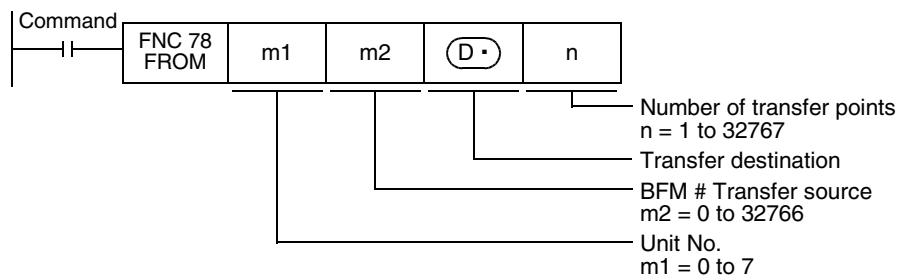 Command
FNC 78
FROM
m1
m2
D •
n
Number of transfer points
n = 1 to 32767
Transfer destination
BFM # Transfer source
m2 = 0 to 32766
Unit No.
m1 = 0 to 7